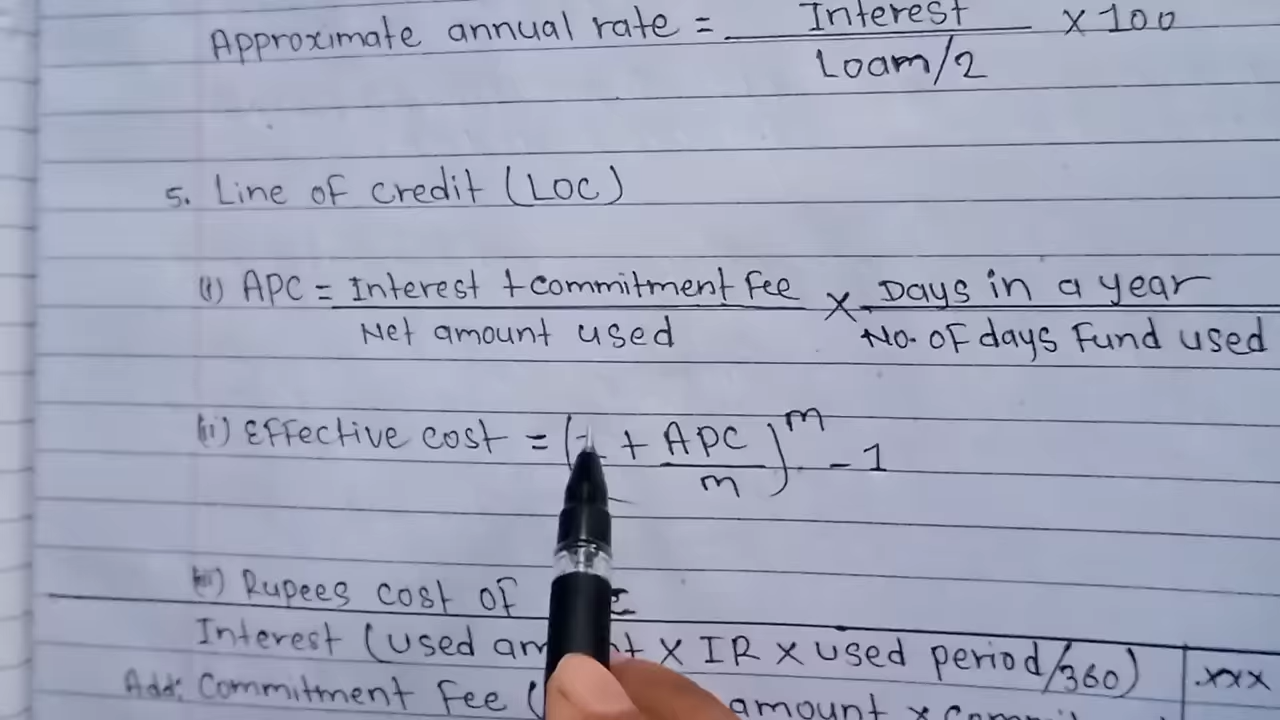 Approximate annual rate = Interest / Loam/2 × 100
5. Line of credit (LOC)
(i) APC = Interest + commitment Fee / Net amount used × Days in a year / No. of days Fund used
(ii) Effective cost = (1 + APC / m)^m - 1
(iii) Rupees cost of
Interest (used × IR × used period/360) xxx
Add: Commitment Fee ( amount ×